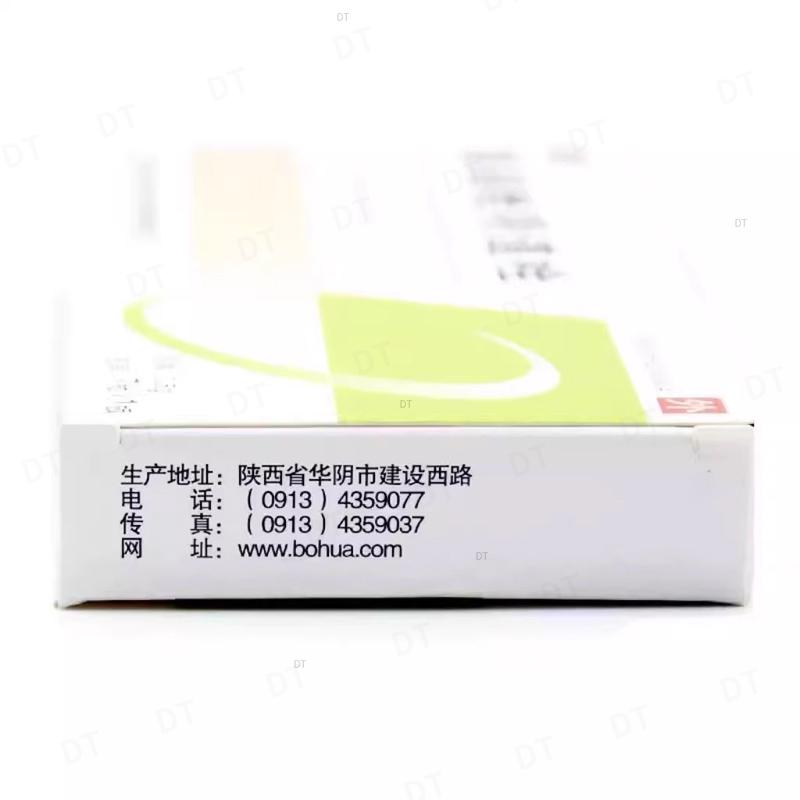 生产地址：陕西省华阴市建设西路
电　　话：（0913）4359077
传　　真：（0913）4359037
网　　址：www.bohua.com